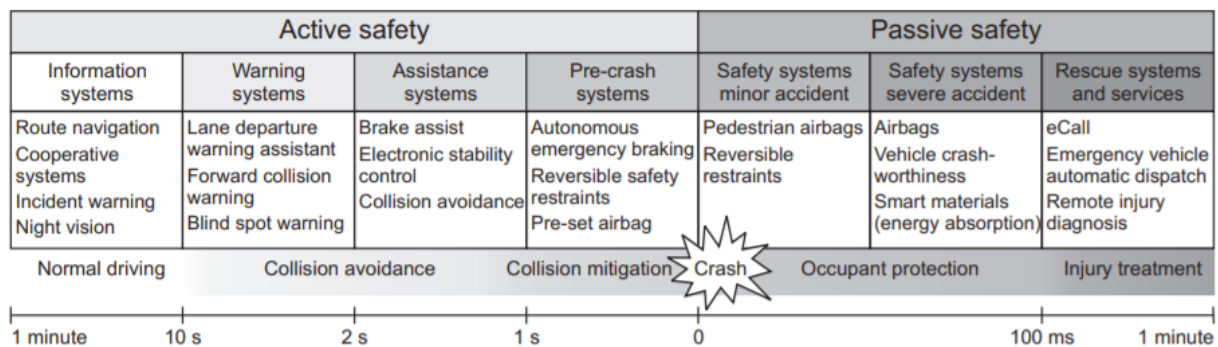 Active safety
Passive safety
Information
systems
Warning
systems
Assistance
systems
Pre-crash
systems
Safety systems
minor accident
Safety systems
severe accident
Rescue systems
and services
Route navigation
Cooperative
systems
Incident warning
Night vision
Lane departure
warning assistant
Forward collision
warning
Blind spot warning
Brake assist
Electronic stability
control
Collision avoidance
Autonomous
emergency braking
Reversible safety
restraints
Pre-set airbag
Pedestrian airbags
Reversible
restraints
Airbags
Vehicle crash-
worthiness
Smart materials
(energy absorption)
eCall
Emergency vehicle
automatic dispatch
Remote injury
diagnosis
Normal driving
Collision avoidance
Collision mitigation
Crash
Occupant protection
Injury treatment
1 minute
10 s
2 s
1 s
0
100 ms
1 minute